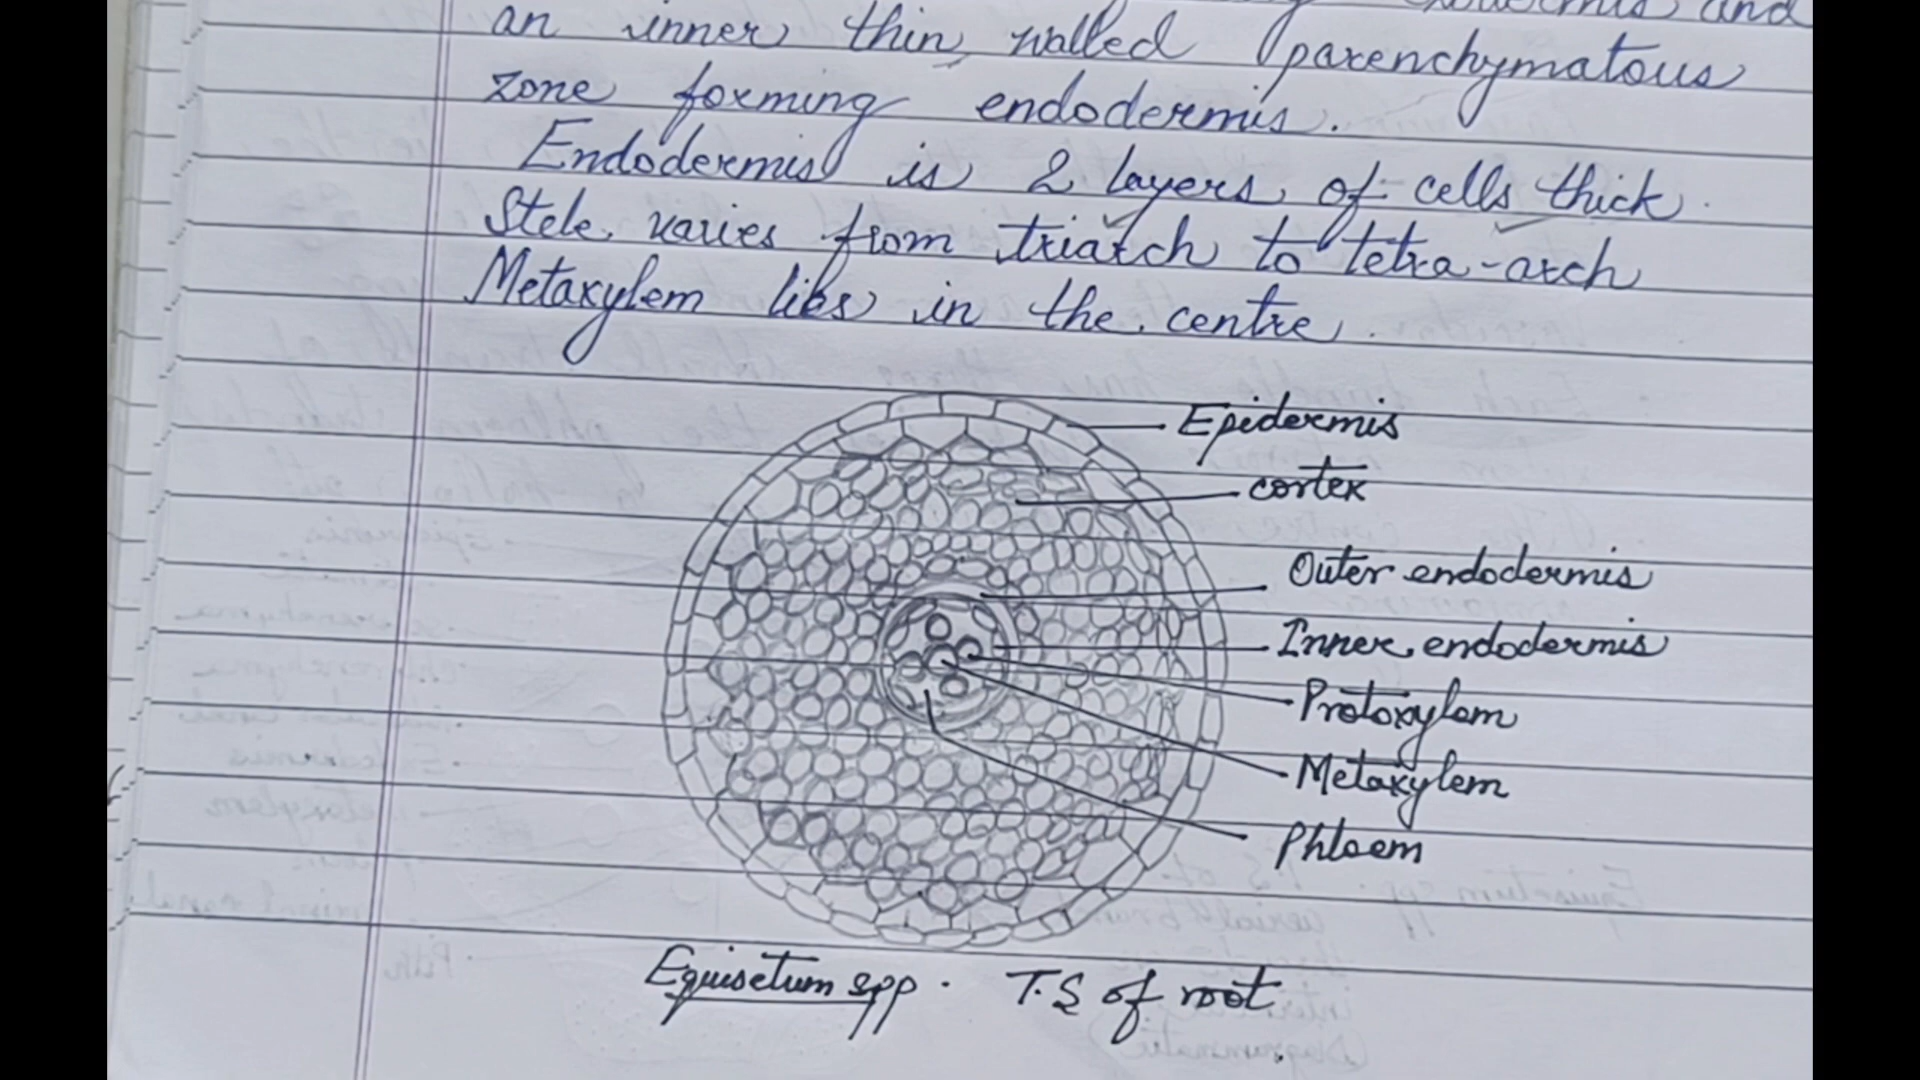 exodermis and
an inner thin walled parenchymatous
zone forming endodermis.
Endodermis is 2 layers of cells thick.
Stele varies from triarch to tetra-arch
Metaxylem lies in the centre.
Epidermis
cortex
Outer endodermis
Inner endodermis
Protoxylem
Metaxylem
Phloem
Equisetum spp. T.S of root.